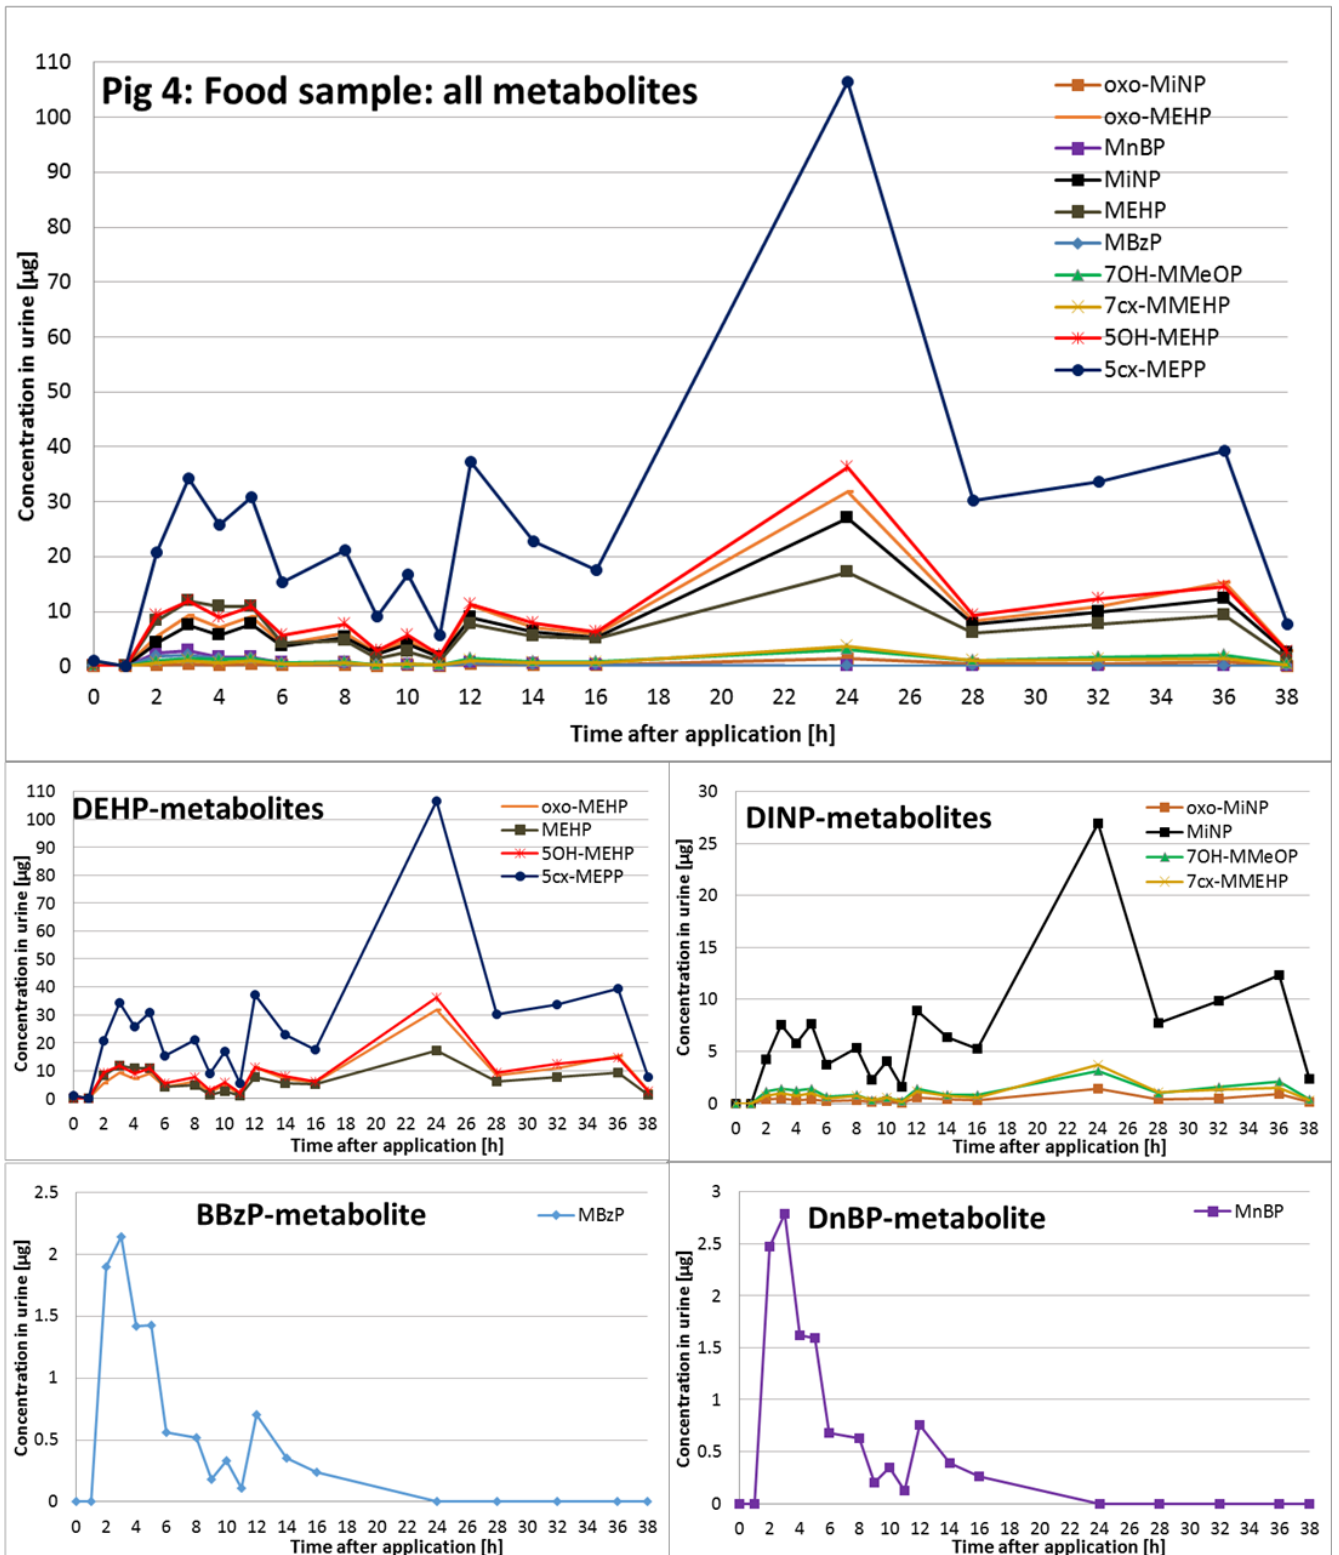 Pig 4: Food sample: all metabolites
Concentration in urine [µg]
110
100
90
80
70
60
50
40
30
20
10
0
oxo-MiNP
oxo-MEHP
MnBP
MiNP
MEHP
MBzP
7OH-MMeOP
7cx-MMEHP
5OH-MEHP
5cx-MEPP
0 2 4 6 8 10 12 14 16 18 20 22 24 26 28 30 32 34 36 38
Time after application [h]
DEHP-metabolites
Concentration in urine [µg]
110
100
90
80
70
60
50
40
30
20
10
0
oxo-MEHP
MEHP
5OH-MEHP
5cx-MEPP
0 2 4 6 8 10 12 14 16 18 20 22 24 26 28 30 32 34 36 38
Time after application [h]
DINP-metabolites
Concentration in urine [µg]
30
25
20
15
10
5
0
oxo-MiNP
MiNP
7OH-MMeOP
7cx-MMEHP
0 2 4 6 8 10 12 14 16 18 20 22 24 26 28 30 32 34 36 38
Time after application [h]
BBzP-metabolite
Concentration in urine [µg]
2.5
2
1.5
1
0.5
0
MBzP
0 2 4 6 8 10 12 14 16 18 20 22 24 26 28 30 32 34 36 38
Time after application [h]
DnBP-metabolite
Concentration in urine [µg]
3
2.5
2
1.5
1
0.5
0
MnBP
0 2 4 6 8 10 12 14 16 18 20 22 24 26 28 30 32 34 36 38
Time after application [h]